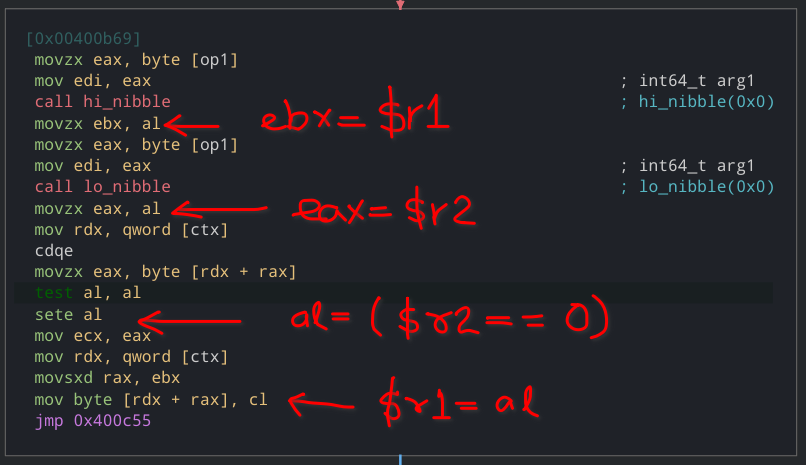 [0x00400b69]
movzx eax, byte [op1]
mov edi, eax ; int64_t arg1
call hi_nibble ; hi_nibble(0x0)
movzx ebx, al ebx=$r1
movzx eax, byte [op1]
mov edi, eax ; int64_t arg1
call lo_nibble ; lo_nibble(0x0)
movzx eax, al eax=$r2
mov rdx, qword [ctx]
cdqe
movzx eax, byte [rdx + rax]
test al, al
sete al al=($r2==0)
mov ecx, eax
mov rdx, qword [ctx]
movsxd rax, ebx
mov byte [rdx + rax], cl $r1=al
jmp 0x400c55